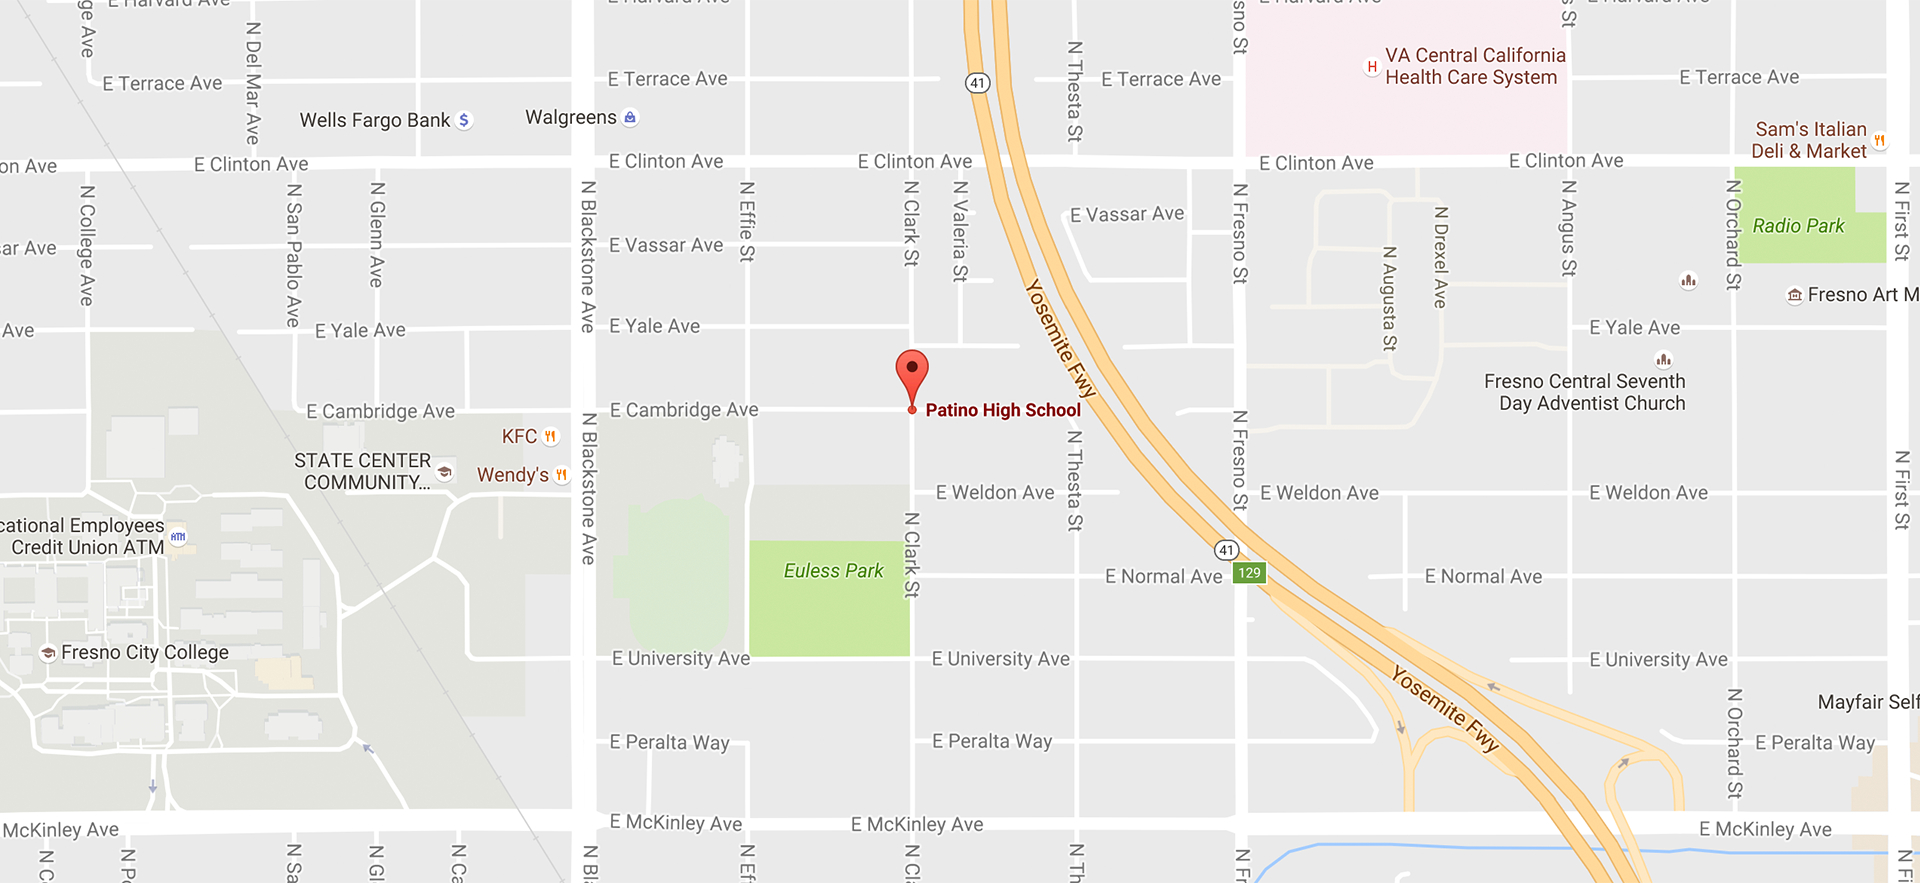 E Harvard Ave
E Harvard Ave
E Harvard Ave
E Harvard Ave
ge Ave
N Del Mar Ave
sno St
s St
N Thesta St
41
VA Central California
Health Care System
H
E Terrace Ave
E Terrace Ave
E Terrace Ave
E Terrace Ave
Wells Fargo Bank
$
Walgreens
Sam's Italian
Deli & Market
on Ave
E Clinton Ave
E Clinton Ave
E Clinton Ave
E Clinton Ave
E Clinton Ave
N College Ave
N San Pablo Ave
N Glenn Ave
N Blackstone Ave
N Effie St
N Clark St
N Valeria St
N Fresno St
N Drexel Ave
N Augusta St
N Angus St
N Orchard St
N First St
E Vassar Ave
Radio Park
sar Ave
E Vassar Ave
Fresno Art M
Yosemite Fwy
Ave
E Yale Ave
E Yale Ave
E Yale Ave
Fresno Central Seventh
Day Adventist Church
E Cambridge Ave
E Cambridge Ave
Patino High School
KFC
STATE CENTER
COMMUNITY...
Wendy's
N Blackstone Ave
N Thesta St
N Fresno St
N First St
E Weldon Ave
E Weldon Ave
E Weldon Ave
cational Employees
Credit Union ATM
ATM
N Clark St
41
129
Euless Park
E Normal Ave
E Normal Ave
Fresno City College
E University Ave
E University Ave
E University Ave
Yosemite Fwy
N Orchard St
Mayfair Self
E Peralta Way
E Peralta Way
E Peralta Way
McKinley Ave
E McKinley Ave
E McKinley Ave
E McKinley Ave
N Co
N Po
N Sa
N Gl
N Ca
N Bla
N Eff
N Cla
N Th
N Fre
N Fi